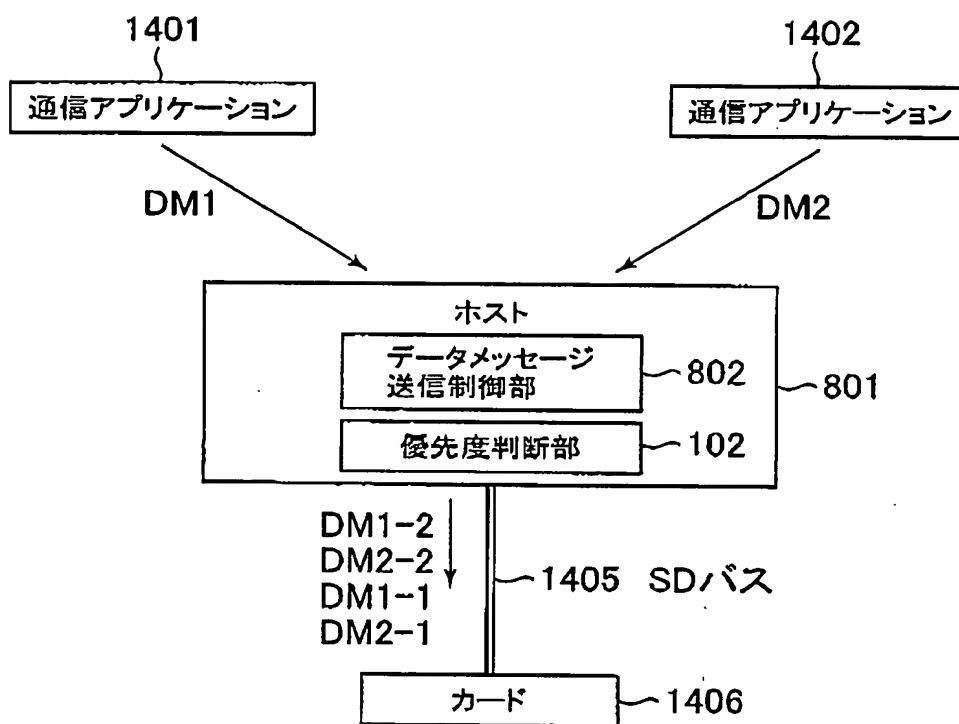 1401
1402
通信アプリケーション
通信アプリケーション
DM1
DM2
ホスト
データメッセージ
送信制御部
802
801
優先度判断部
102
DM1-2
DM2-2
DM1-1
DM2-1
1405 SDバス
カード
1406